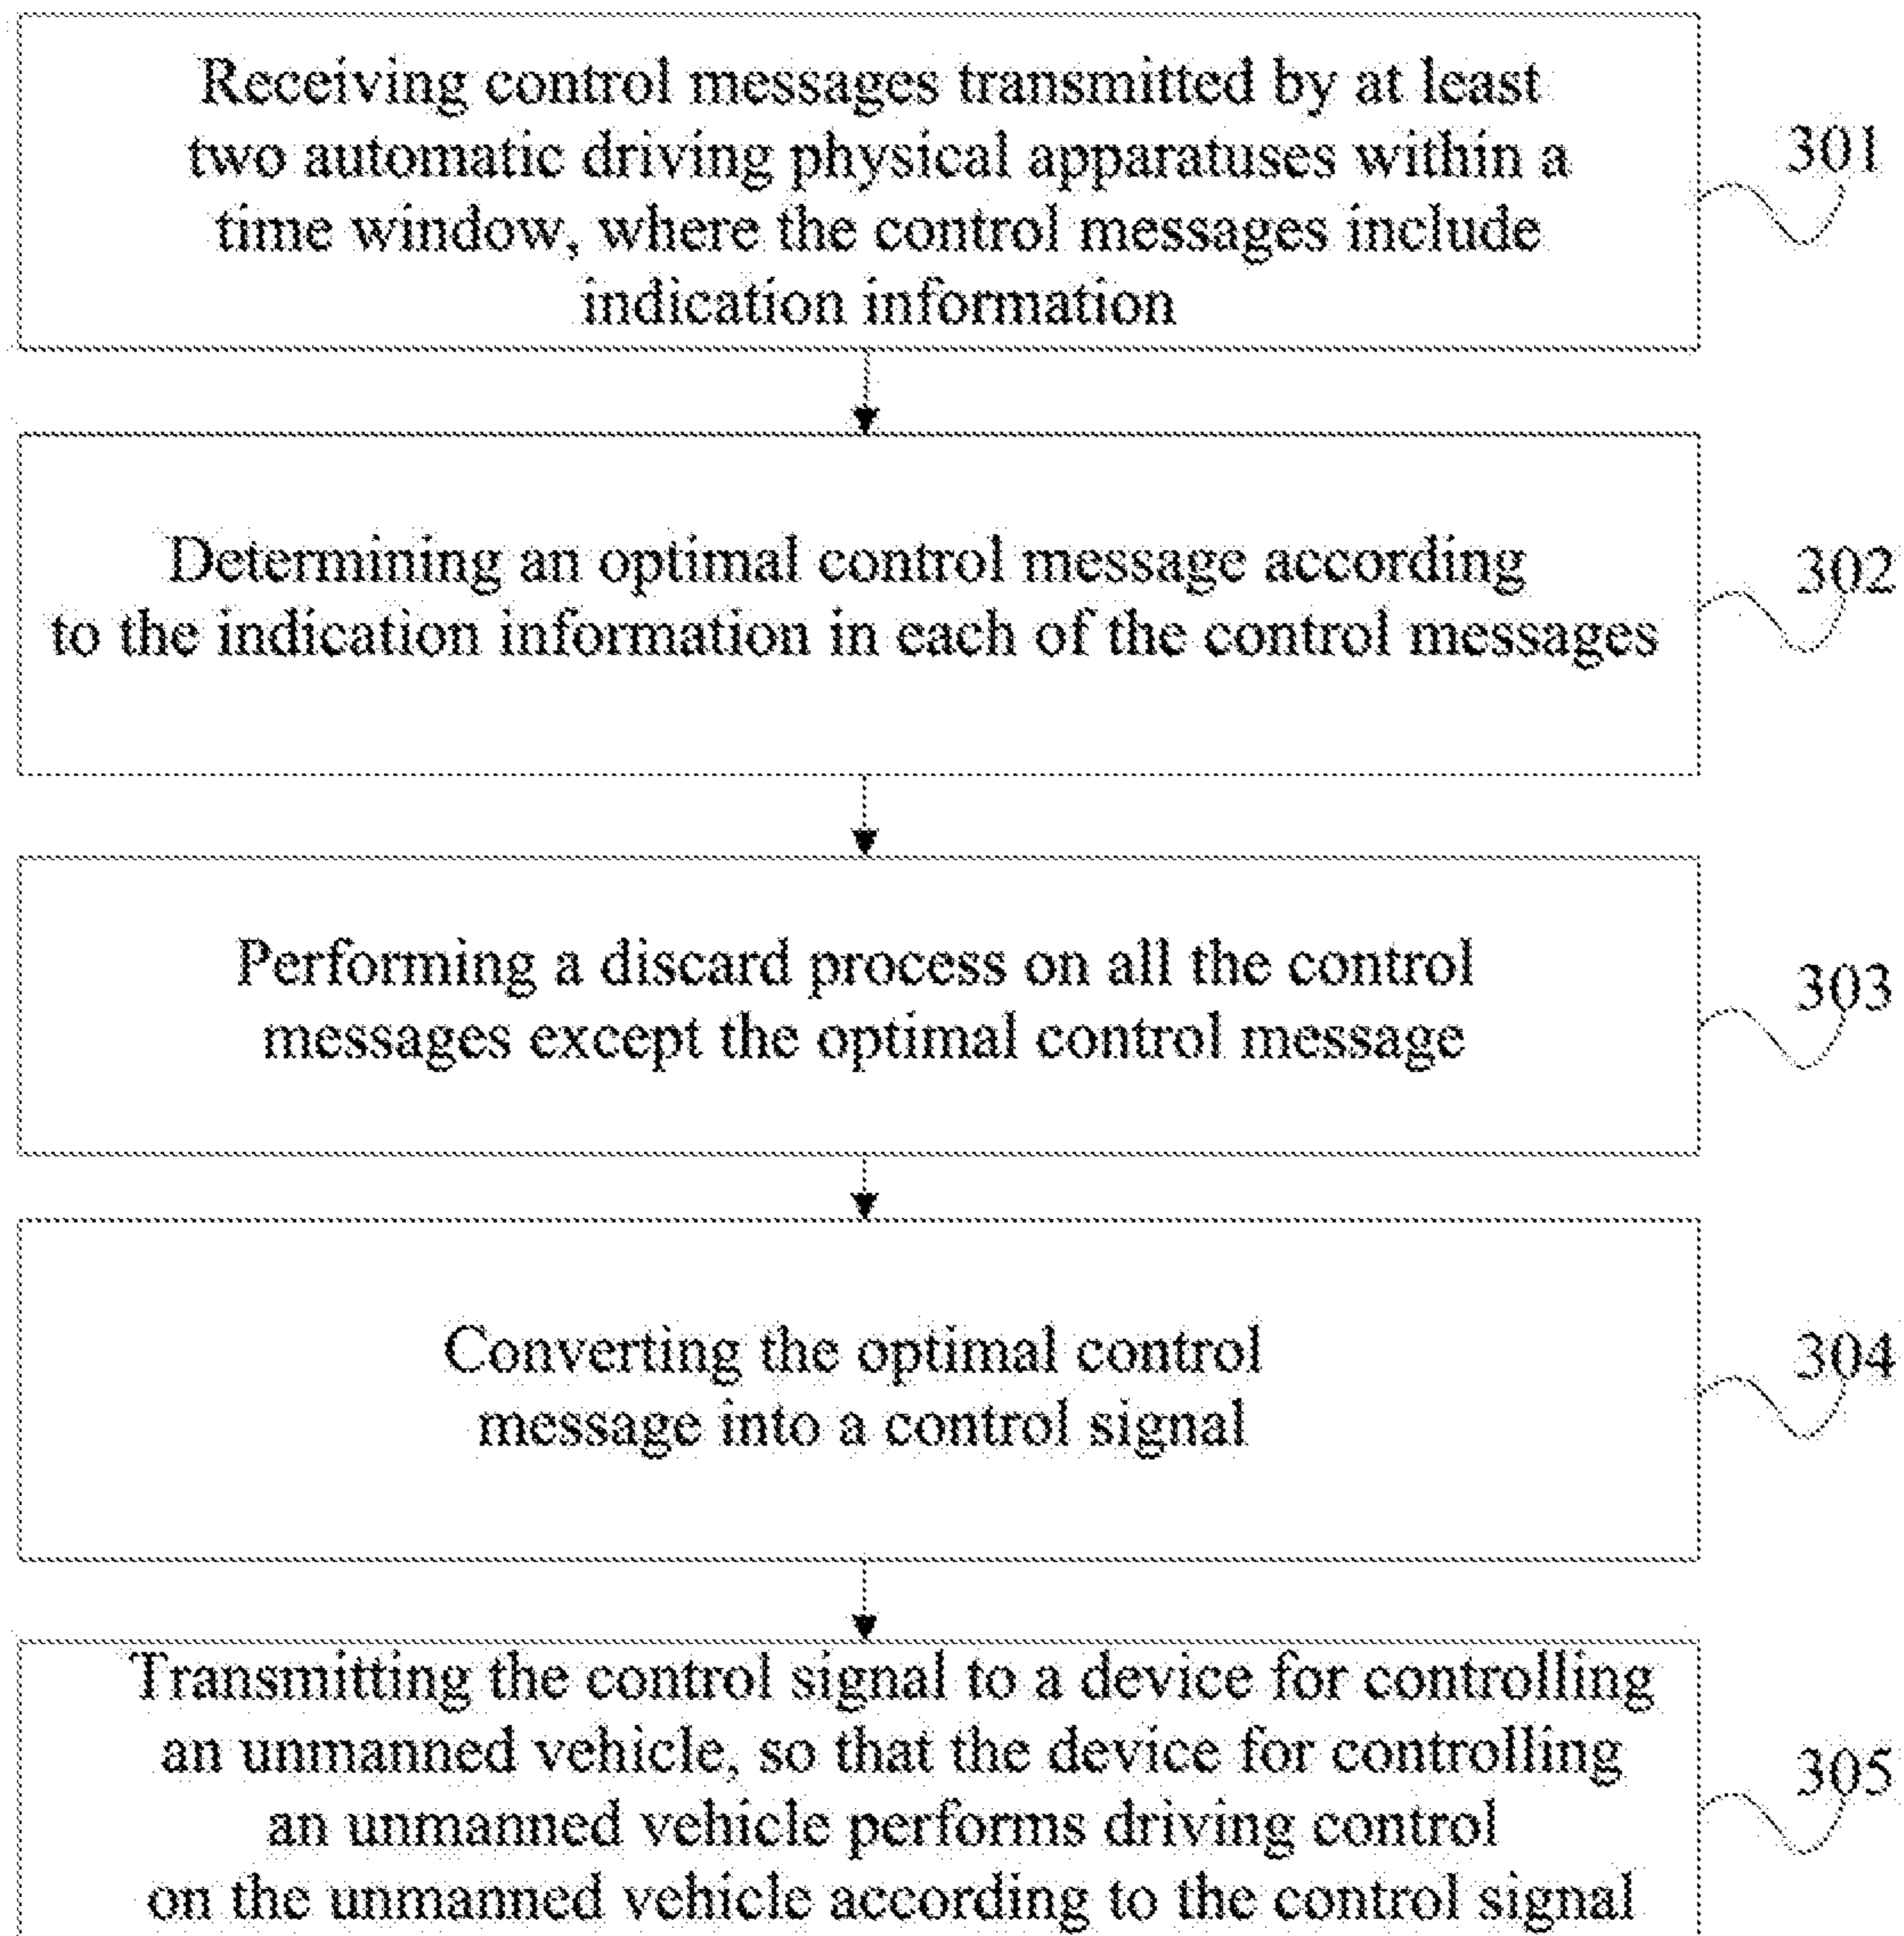 Receiving control messages transmitted by at least
two automatic driving physical apparatuses within a
time window, where the control messages include
indication information
301
Determining an optimal control message according
to the indication information in each of the control messages
302
Performing a discard process on all the control
messages except the optimal control message
303
Converting the optimal control
message into a control signal
304
Transmitting the control signal to a device for controlling
an unmanned vehicle, so that the device for controlling
an unmanned vehicle performs driving control
on the unmanned vehicle according to the control signal
305